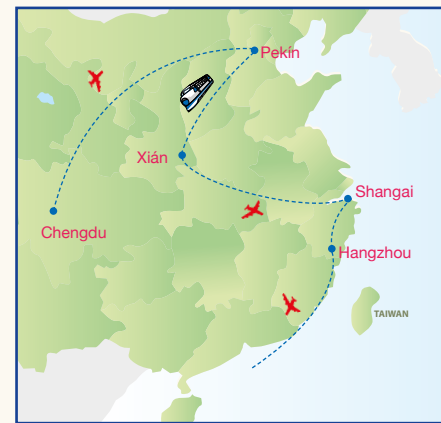 Pekín
Xián
Shangai
Chengdu
Hangzhou
TAIWAN